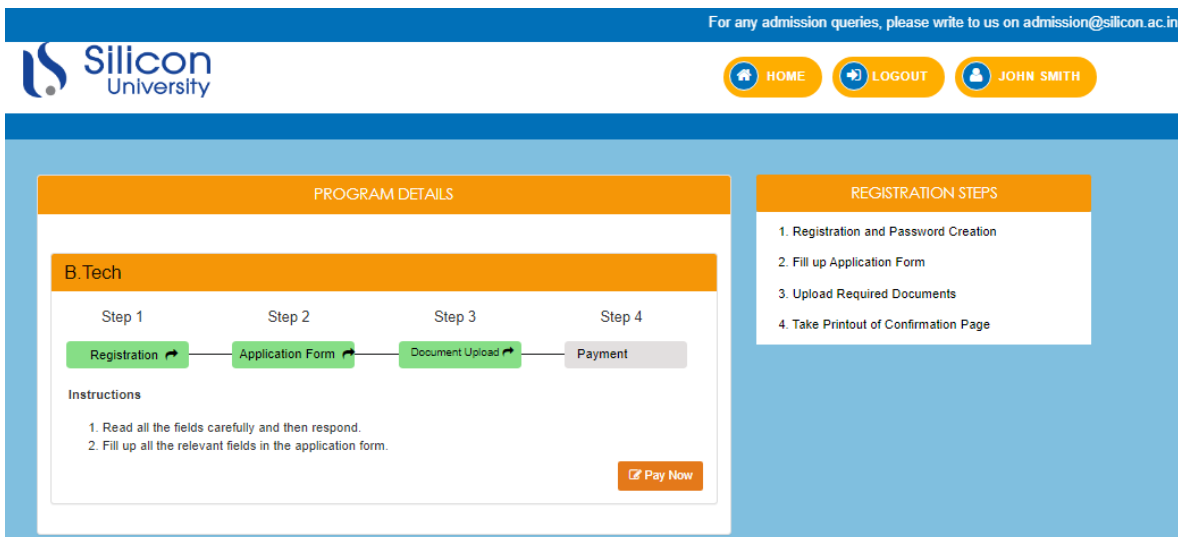 For any admission queries, please write to us on admission@silicon.ac.in
Silicon
University
HOME LOGOUT JOHN SMITH
PROGRAM DETAILS
B.Tech
Step 1 Step 2 Step 3 Step 4
Registration Application Form Document Upload Payment
Instructions
1. Read all the fields carefully and then respond.
2. Fill up all the relevant fields in the application form.
Pay Now
REGISTRATION STEPS
1. Registration and Password Creation
2. Fill up Application Form
3. Upload Required Documents
4. Take Printout of Confirmation Page